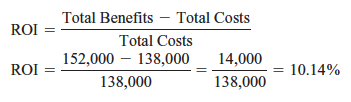 ROI = Total Benefits − Total Costs
Total Costs
ROI = 152,000 − 138,000 = 14,000 = 10.14%
138,000 138,000